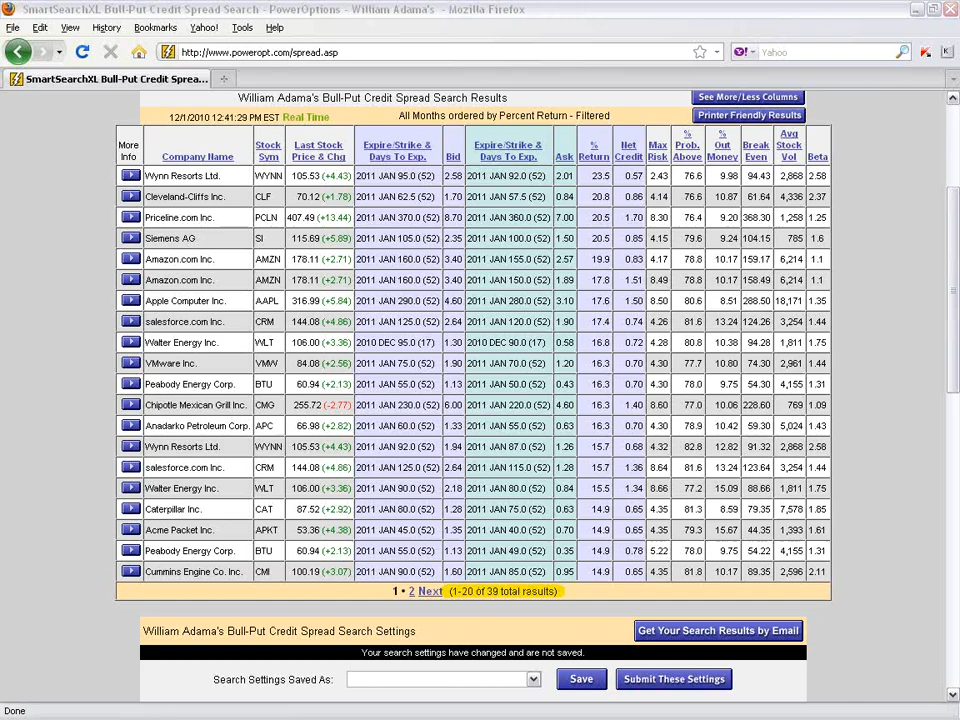 SmartSearchXL Bull-Put Credit Spread Search - PowerOptions - William Adama's - Mozilla Firefox
File Edit View History Bookmarks Yahoo! Tools Help
http://www.poweropt.com/spread.asp Yahoo
SmartSearchXL Bull-Put Credit Sprea...
William Adama's Bull-Put Credit Spread Search Results See More/Less Columns
12/1/2010 12:41:29 PM EST Real Time All Months ordered by Percent Return - Filtered Printer Friendly Results
More Info Company Name Stock Sym Last Stock Price & Chg Expire/Strike & Days To Exp. Bid Expire/Strike & Days To Exp. Ask % Return Net Credit Max Risk % Prob. Above % Out Money Break Even Avg Stock Vol Beta
Wynn Resorts Ltd. WYNN 105.53 (+4.43) 2011 JAN 95.0 (52) 2.58 2011 JAN 92.0 (52) 2.01 23.5 0.57 2.43 76.6 9.98 94.43 2,868 2.58
Cleveland-Cliffs Inc. CLF 70.12 (+1.78) 2011 JAN 62.5 (52) 1.70 2011 JAN 57.5 (52) 0.84 20.8 0.86 4.14 76.6 10.87 61.64 4,336 2.37
Priceline.com Inc. PCLN 407.49 (+13.44) 2011 JAN 370.0 (52) 8.70 2011 JAN 360.0 (52) 7.00 20.5 1.70 8.30 76.4 9.20 368.30 1,258 1.25
Siemens AG SI 115.69 (+5.89) 2011 JAN 105.0 (52) 2.35 2011 JAN 100.0 (52) 1.50 20.5 0.85 4.15 79.6 9.24 104.15 785 1.6
Amazon.com Inc. AMZN 178.11 (+2.71) 2011 JAN 160.0 (52) 3.40 2011 JAN 155.0 (52) 2.57 19.9 0.83 4.17 78.8 10.17 159.17 6,214 1.1
Amazon.com Inc. AMZN 178.11 (+2.71) 2011 JAN 160.0 (52) 3.40 2011 JAN 150.0 (52) 1.89 17.8 1.51 8.49 78.8 10.17 158.49 6,214 1.1
Apple Computer Inc. AAPL 316.99 (+5.84) 2011 JAN 290.0 (52) 4.60 2011 JAN 280.0 (52) 3.10 17.6 1.50 8.50 80.6 8.51 288.50 18,171 1.35
salesforce.com Inc. CRM 144.08 (+4.86) 2011 JAN 125.0 (52) 2.64 2011 JAN 120.0 (52) 1.90 17.4 0.74 4.26 81.6 13.24 124.26 3,254 1.44
Walter Energy Inc. WLT 106.00 (+3.36) 2010 DEC 95.0 (17) 1.30 2010 DEC 90.0 (17) 0.58 16.8 0.72 4.28 80.8 10.38 94.28 1,811 1.75
VMware Inc. VMW 84.08 (+2.56) 2011 JAN 75.0 (52) 1.90 2011 JAN 70.0 (52) 1.20 16.3 0.70 4.30 77.7 10.80 74.30 2,961 1.44
Peabody Energy Corp. BTU 60.94 (+2.13) 2011 JAN 55.0 (52) 1.13 2011 JAN 50.0 (52) 0.43 16.3 0.70 4.30 78.0 9.75 54.30 4,155 1.31
Chipotle Mexican Grill Inc. CMG 255.72 (-2.77) 2011 JAN 230.0 (52) 6.00 2011 JAN 220.0 (52) 4.60 16.3 1.40 8.60 77.0 10.06 228.60 769 1.09
Anadarko Petroleum Corp. APC 66.98 (+2.82) 2011 JAN 60.0 (52) 1.33 2011 JAN 55.0 (52) 0.63 16.3 0.70 4.30 78.9 10.42 59.30 5,024 1.43
Wynn Resorts Ltd. WYNN 105.53 (+4.43) 2011 JAN 92.0 (52) 1.94 2011 JAN 87.0 (52) 1.26 15.7 0.68 4.32 82.8 12.82 91.32 2,868 2.58
salesforce.com Inc. CRM 144.08 (+4.86) 2011 JAN 125.0 (52) 2.64 2011 JAN 115.0 (52) 1.28 15.7 1.36 8.64 81.6 13.24 123.64 3,254 1.44
Walter Energy Inc. WLT 106.00 (+3.36) 2011 JAN 90.0 (52) 2.18 2011 JAN 80.0 (52) 0.84 15.5 1.34 8.66 77.2 15.09 88.66 1,811 1.75
Caterpillar Inc. CAT 87.52 (+2.92) 2011 JAN 80.0 (52) 1.28 2011 JAN 75.0 (52) 0.63 14.9 0.65 4.35 81.3 8.59 79.35 7,578 1.85
Acme Packet Inc. APKT 53.36 (+4.38) 2011 JAN 45.0 (52) 1.35 2011 JAN 40.0 (52) 0.70 14.9 0.65 4.35 79.3 15.67 44.35 1,393 1.61
Peabody Energy Corp. BTU 60.94 (+2.13) 2011 JAN 55.0 (52) 1.13 2011 JAN 49.0 (52) 0.35 14.9 0.78 5.22 78.0 9.75 54.22 4,155 1.31
Cummins Engine Co. Inc. CMI 100.19 (+3.07) 2011 JAN 90.0 (52) 1.60 2011 JAN 85.0 (52) 0.95 14.9 0.65 4.35 81.8 10.17 89.35 2,596 2.11
1 • 2 Next (1-20 of 39 total results)
William Adama's Bull-Put Credit Spread Search Settings Get Your Search Results by Email
Your search settings have changed and are not saved.
Search Settings Saved As: Save Submit These Settings
Done